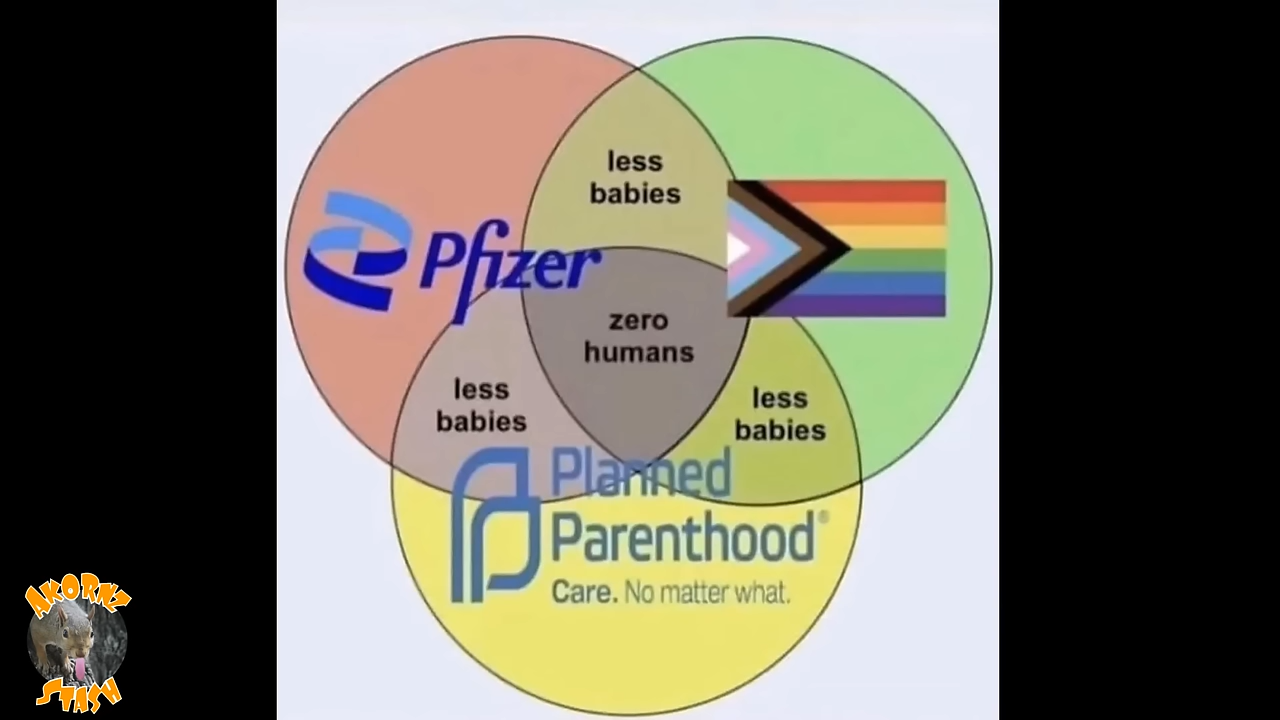 less
babies
Pfizer
zero
humans
less
babies
less
babies
Planned
Parenthood®
Care. No matter what.
AKORNZ
STASH